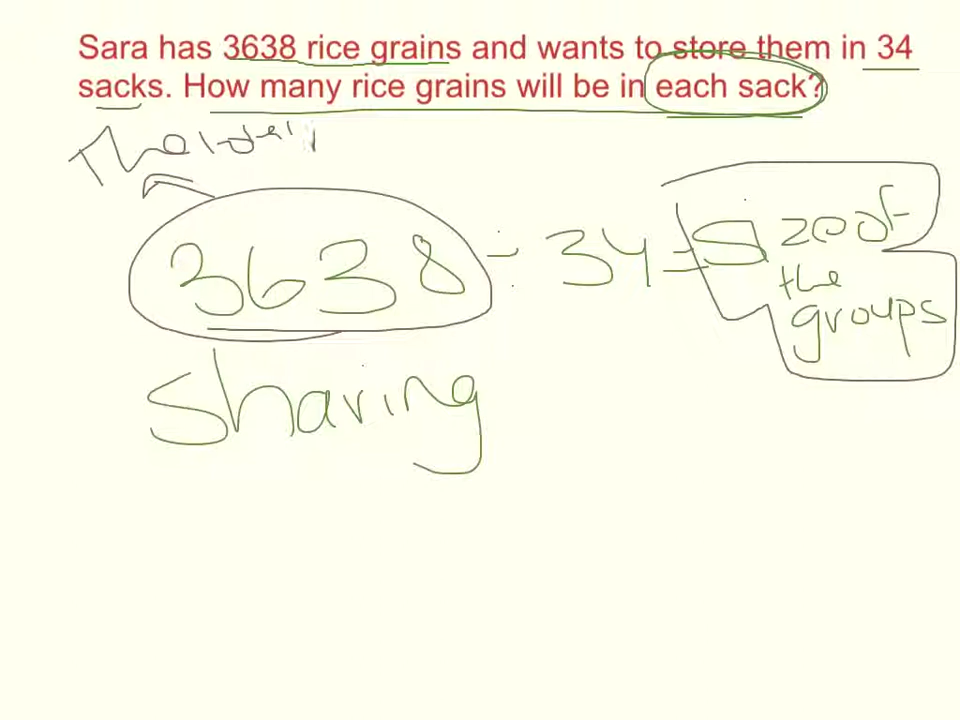 Sara has 3638 rice grains and wants to store them in 34
sacks. How many rice grains will be in each sack?
The
3638 ÷ 34 = Size of
the
groups
Sharing